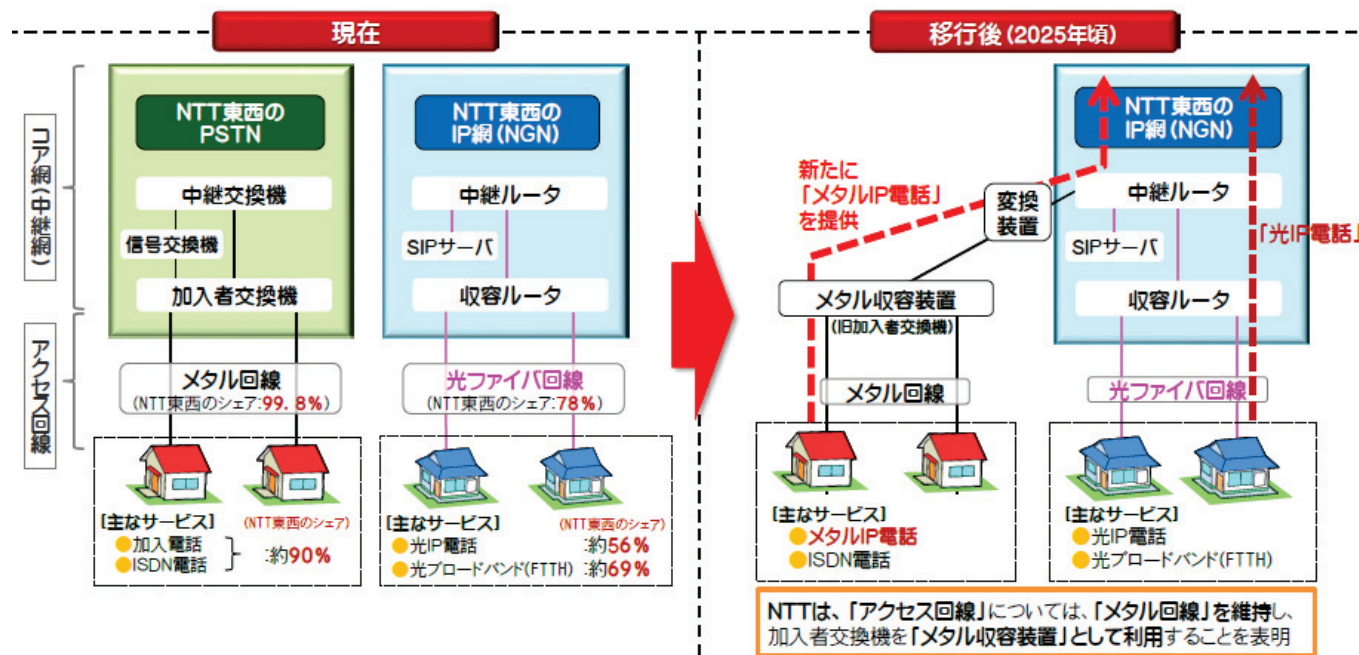 現在
コア網(中継網)
アクセス回線
NTT東西の
PSTN
中継交換機
信号交換機
加入者交換機
メタル回線
(NTT東西のシェア:99.8%)
[主なサービス]
(NTT東西のシェア)
●加入電話
●ISDN電話
:約90%
NTT東西の
IP網(NGN)
中継ルータ
SIPサーバ
収容ルータ
光ファイバ回線
(NTT東西のシェア:78%)
[主なサービス]
(NTT東西のシェア)
●光IP電話 :約56%
●光ブロードバンド(FTTH) :約69%
移行後(2025年頃)
新たに
「メタルIP電話」
を提供
変換
装置
メタル収容装置
(旧加入者交換機)
メタル回線
[主なサービス]
●メタルIP電話
●ISDN電話
NTT東西の
IP網(NGN)
中継ルータ
SIPサーバ
「光IP電話」
収容ルータ
光ファイバ回線
[主なサービス]
●光IP電話
●光ブロードバンド(FTTH)
NTTは、「アクセス回線」については、「メタル回線」を維持し、
加入者交換機を「メタル収容装置」として利用することを表明